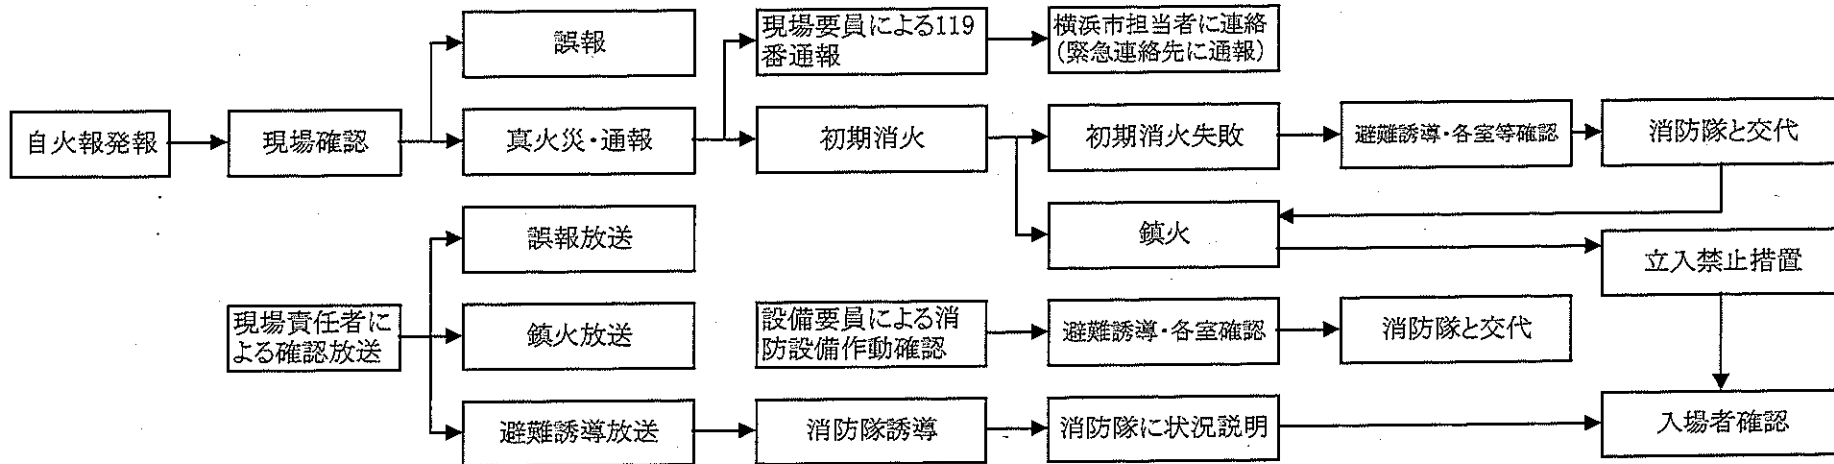 誤報
現場要員による119
番通報
横浜市担当者に連絡
(緊急連絡先に通報)
自火報発報
現場確認
真火災・通報
初期消火
初期消火失敗
避難誘導・各室等確認
消防隊と交代
誤報放送
鎮火
立入禁止措置
現場責任者に
よる確認放送
鎮火放送
設備要員による消
防設備作動確認
避難誘導・各室確認
消防隊と交代
避難誘導放送
消防隊誘導
消防隊に状況説明
入場者確認